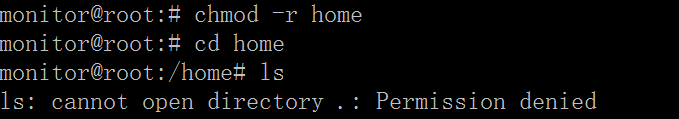 monitor@root:# chmod -r home
monitor@root:# cd home
monitor@root:/home# ls
ls: cannot open directory .: Permission denied